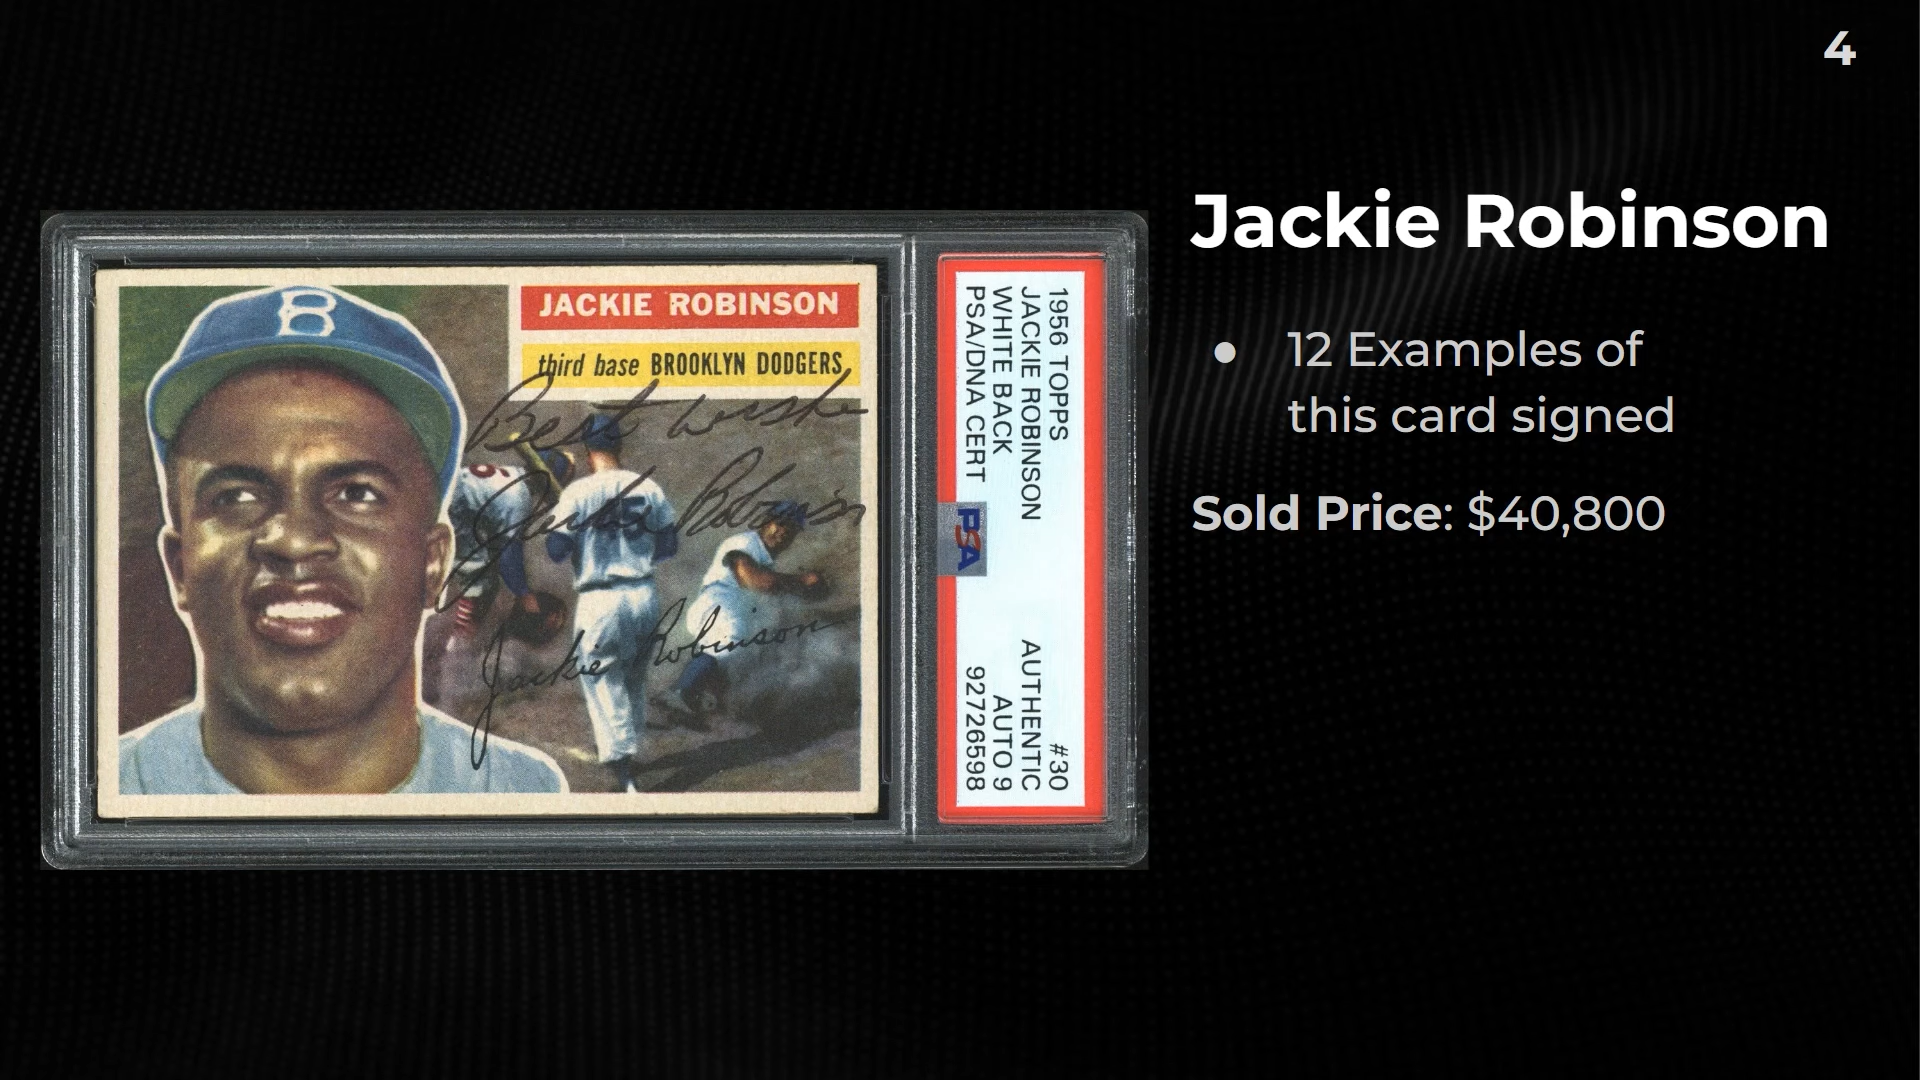 4
Jackie Robinson
● 12 Examples of
this card signed
Sold Price: $40,800
B
JACKIE ROBINSON
third base BROOKLYN DODGERS
Best wishes
Jackie Robinson
Jackie Robinson
1956 TOPPS #30
JACKIE ROBINSON AUTHENTIC
WHITE BACK AUTO 9
PSA/DNA CERT 92726598
PSA